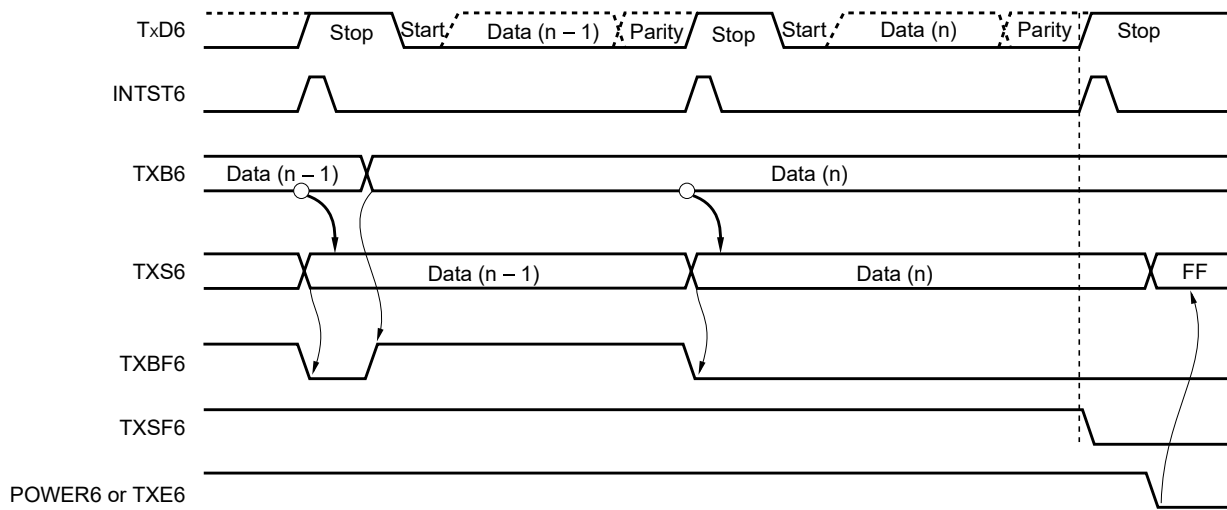 TxD6 Stop Start Data (n – 1) Parity Stop Start Data (n) Parity Stop
INTST6
TXB6 Data (n – 1) Data (n)
TXS6 Data (n – 1) Data (n) FF
TXBF6
TXSF6
POWER6 or TXE6